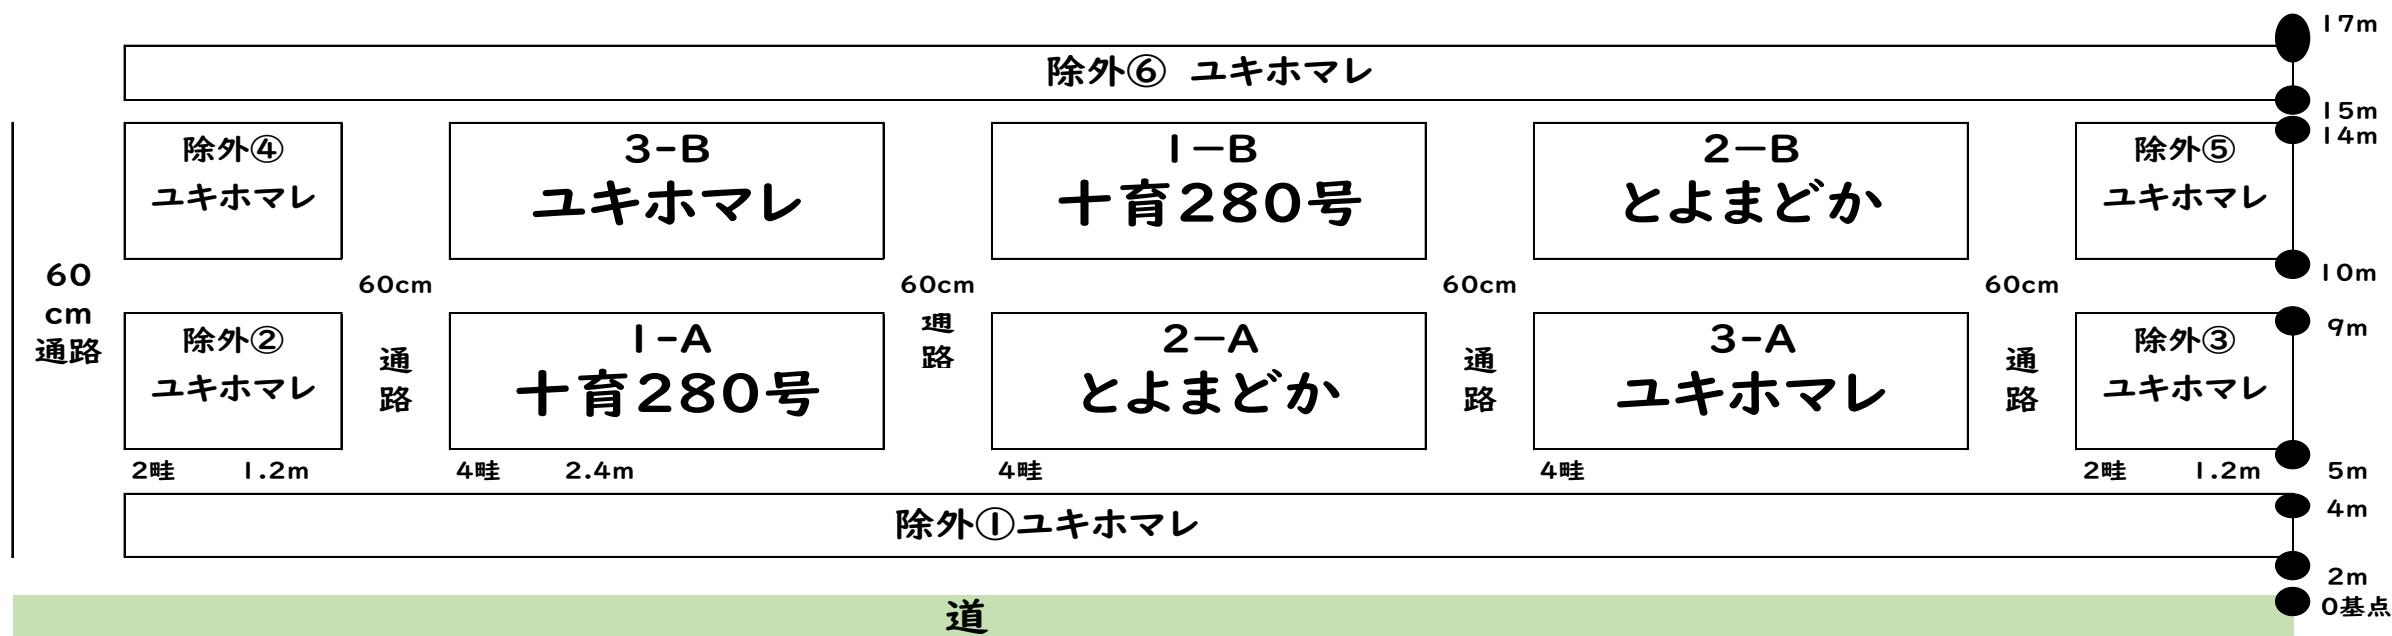 17m
除外⑥ ユキホマレ
15m
14m
除外④
ユキホマレ
3-B
ユキホマレ
1－B
十育280号
2－B
とよまどか
除外⑤
ユキホマレ
60
cm
通路
60cm
通
路
60cm
通
路
60cm
通
路
60cm
通
路
10m
9m
除外②
ユキホマレ
1-A
十育280号
2－A
とよまどか
3-A
ユキホマレ
除外③
ユキホマレ
2畦 1.2m
4畦 2.4m
4畦
4畦
2畦 1.2m
5m
4m
除外①ユキホマレ
2m
0基点
道